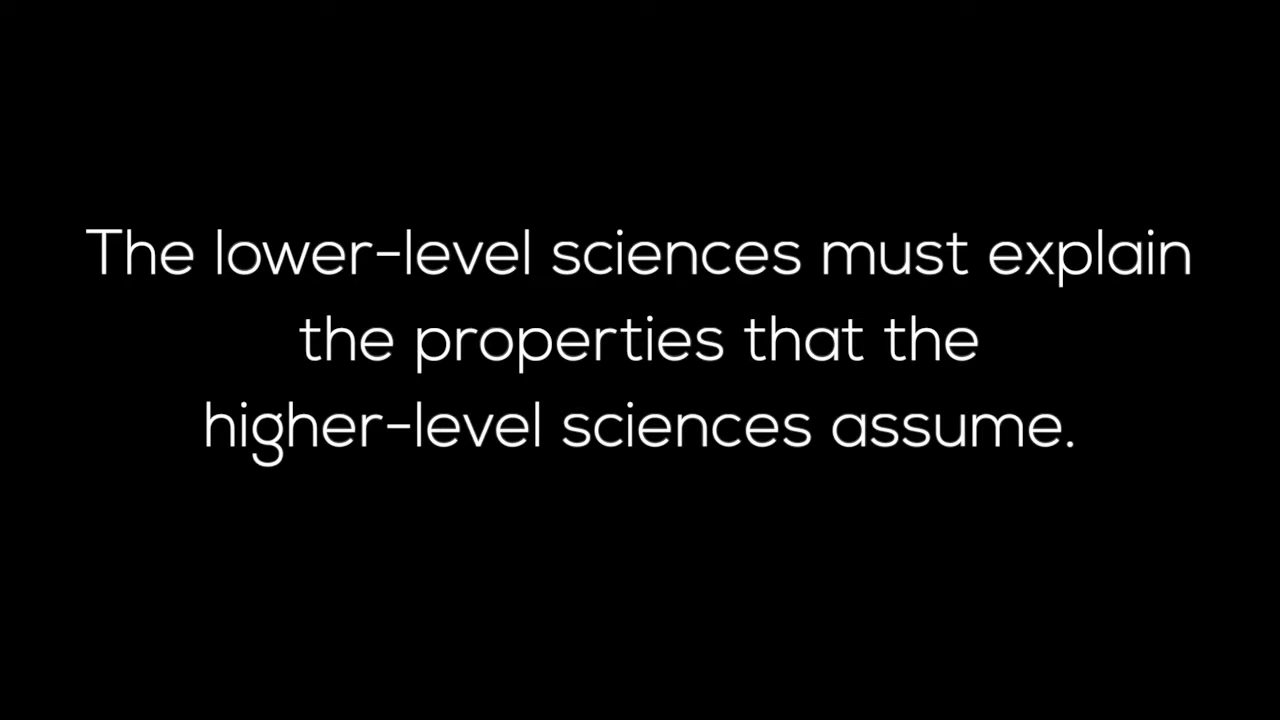 The lower-level sciences must explain
the properties that the
higher-level sciences assume.